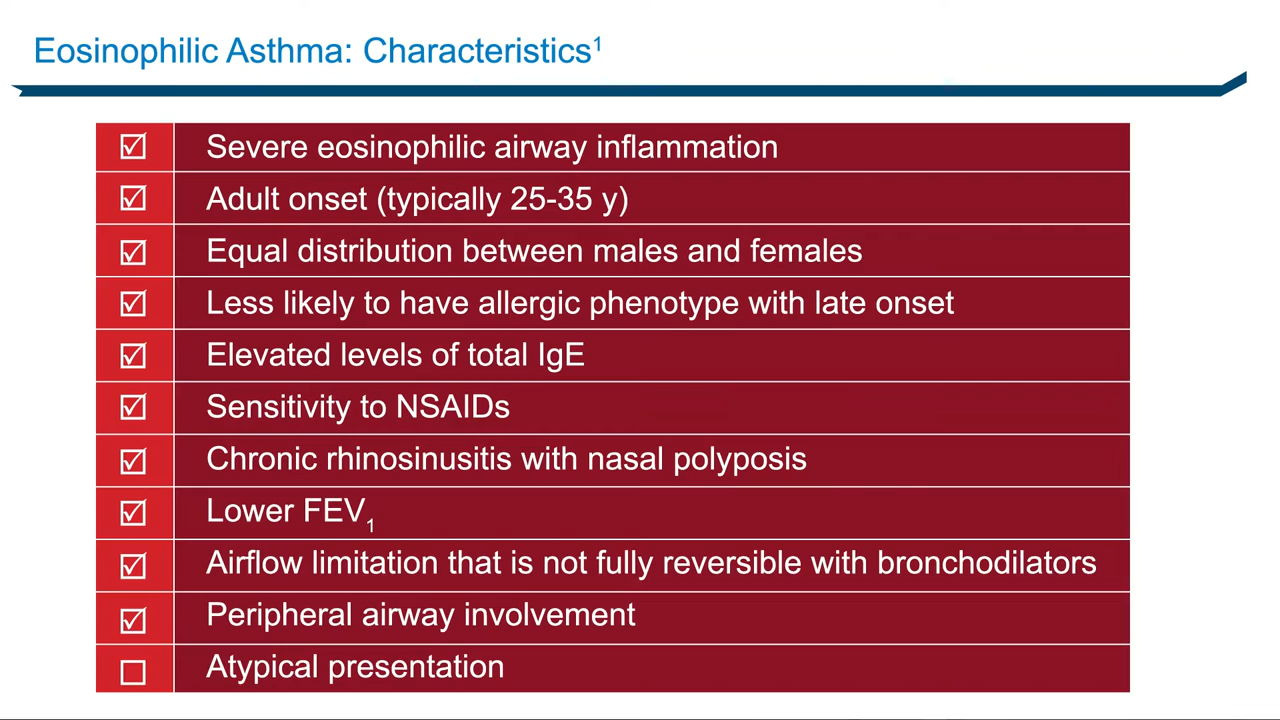 Eosinophilic Asthma: Characteristics¹
☑ Severe eosinophilic airway inflammation
☑ Adult onset (typically 25-35 y)
☑ Equal distribution between males and females
☑ Less likely to have allergic phenotype with late onset
☑ Elevated levels of total IgE
☑ Sensitivity to NSAIDs
☑ Chronic rhinosinusitis with nasal polyposis
☑ Lower FEV₁
☑ Airflow limitation that is not fully reversible with bronchodilators
☑ Peripheral airway involvement
☐ Atypical presentation